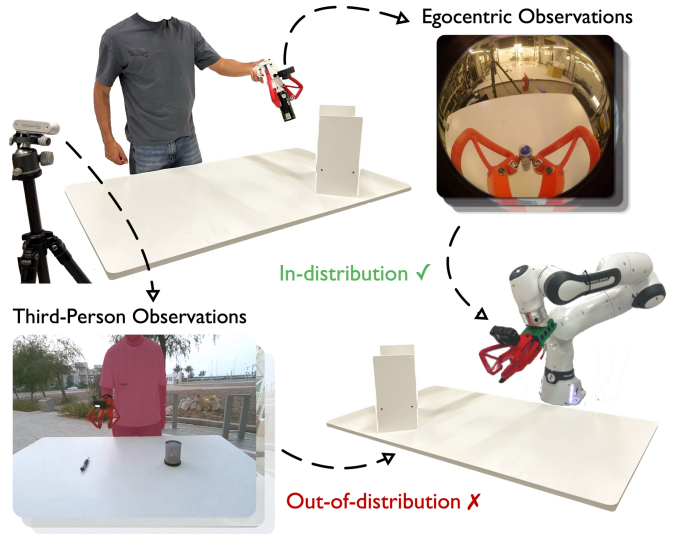 Egocentric Observations
In-distribution ✓
Third-Person Observations
Out-of-distribution ✗